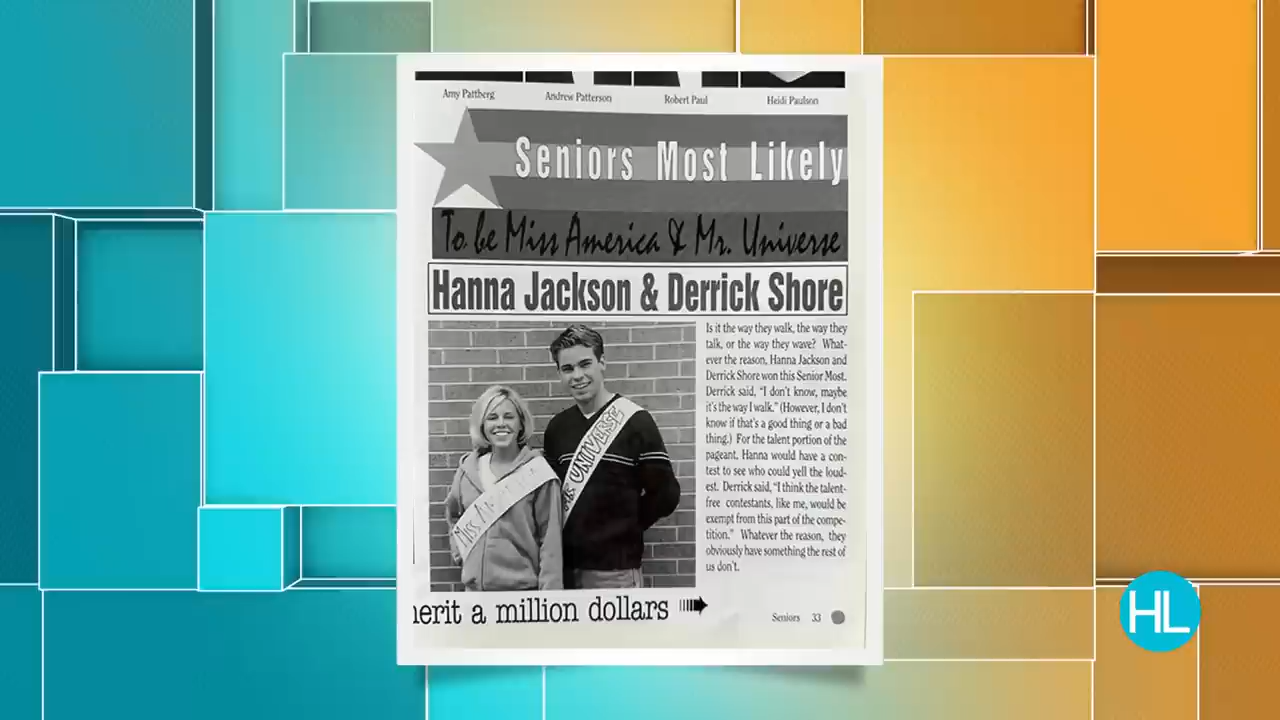 Amy Pattberg Andrew Patterson Robert Paul Heidi Paulson
Seniors Most Likely
To be Miss America & Mr. Universe
Hanna Jackson & Derrick Shore
Is it the way they walk, the way they
talk, or the way they wave? What-
ever the reason, Hanna Jackson and
Derrick Shore won this Senior Most.
Derrick said, "I don't know, maybe
it's the way I walk." (However, I don't
know if that's a good thing or a bad
thing.) For the talent portion of the
pageant, Hanna would have a con-
test to see who could yell the loud-
est. Derrick said, "I think the talent-
free contestants, like me, would be
exempt from this part of the compe-
tition." Whatever the reason, they
obviously have something the rest of
us don't.
UNIVERSE
MISS
erit a million dollars
Seniors 33
HL